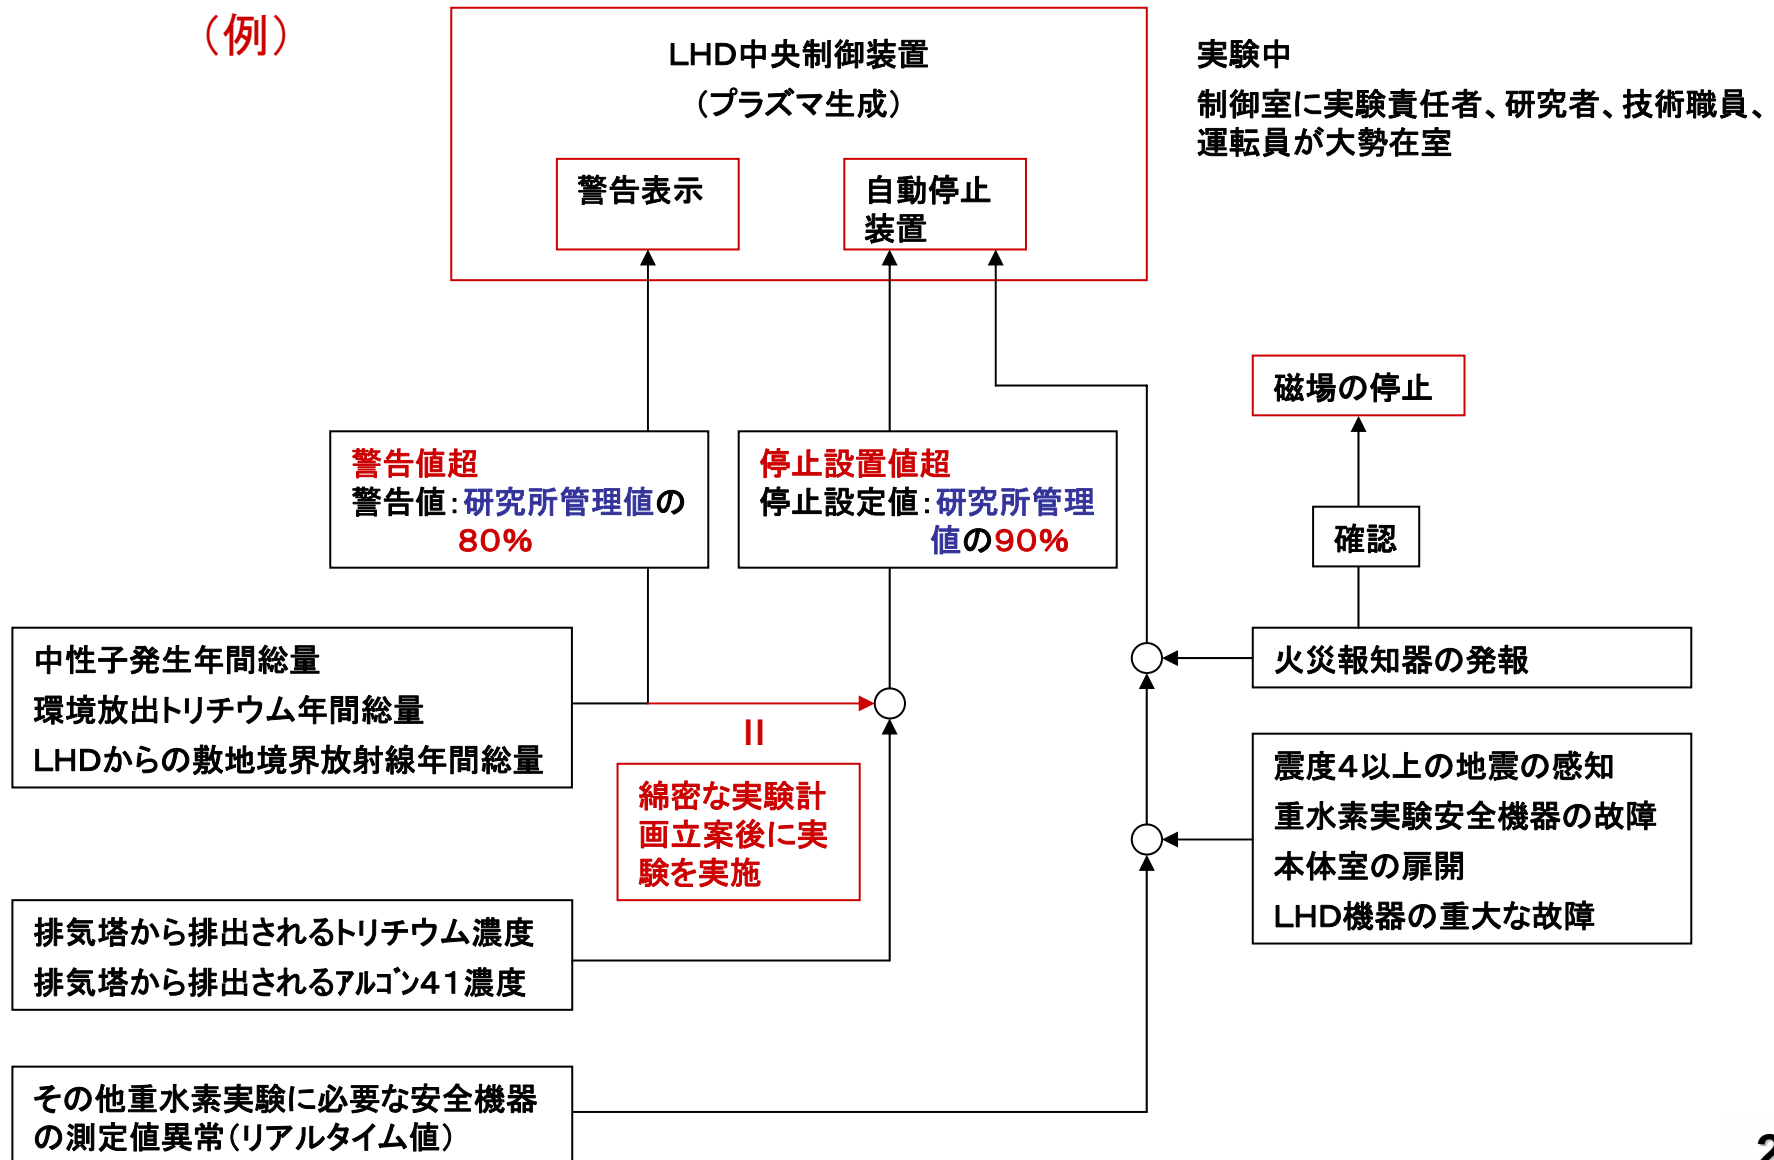 （例）
LHD中央制御装置
（プラズマ生成）
実験中
制御室に実験責任者、研究者、技術職員、
運転員が大勢在室
警告表示
自動停止
装置
磁場の停止
警告値超
警告値：研究所管理値の
80%
停止設置値超
停止設定値：研究所管理
値の90%
確認
中性子発生年間総量
環境放出トリチウム年間総量
LHDからの敷地境界放射線年間総量
火災報知器の発報
綿密な実験計
画立案後に実
験を実施
震度4以上の地震の感知
重水素実験安全機器の故障
本体室の扉開
LHD機器の重大な故障
排気塔から排出されるトリチウム濃度
排気塔から排出されるｱﾙｺﾞﾝ41濃度
その他重水素実験に必要な安全機器
の測定値異常（リアルタイム値）